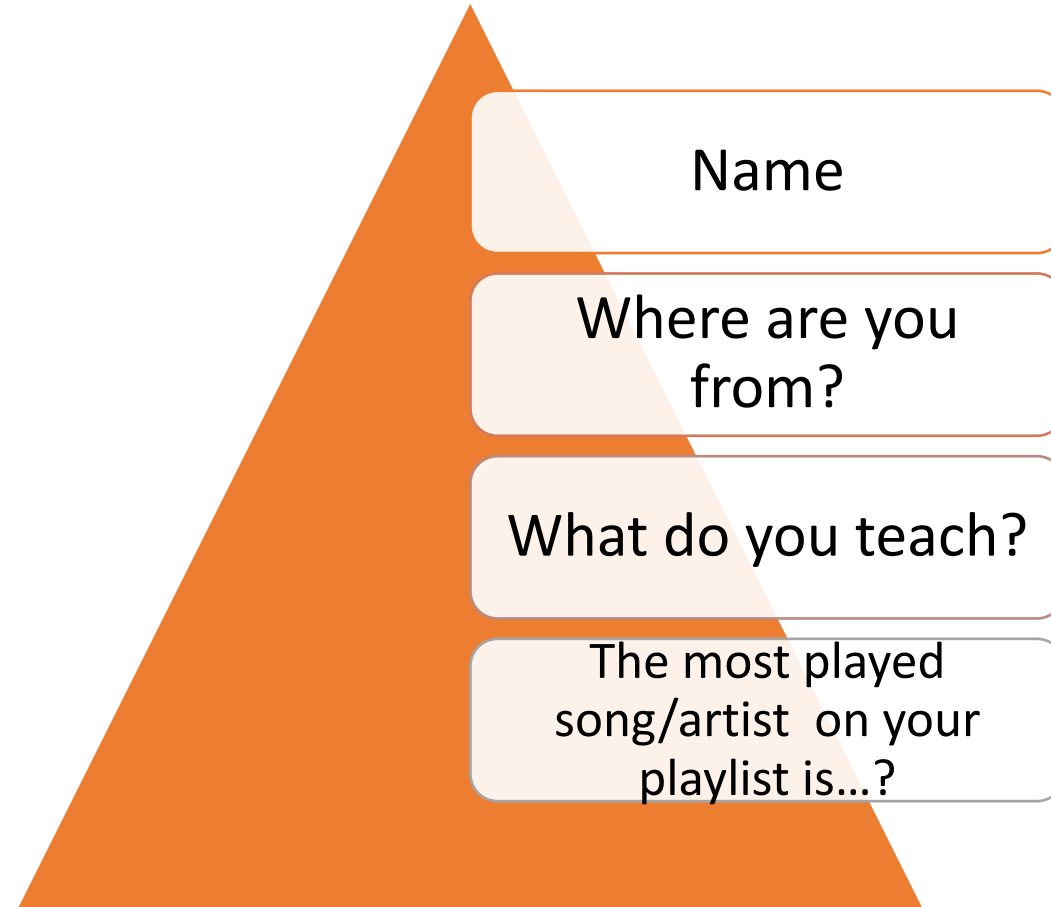 Name
Where are you
from?
What do you teach?
The most played
song/artist  on your
playlist is...?